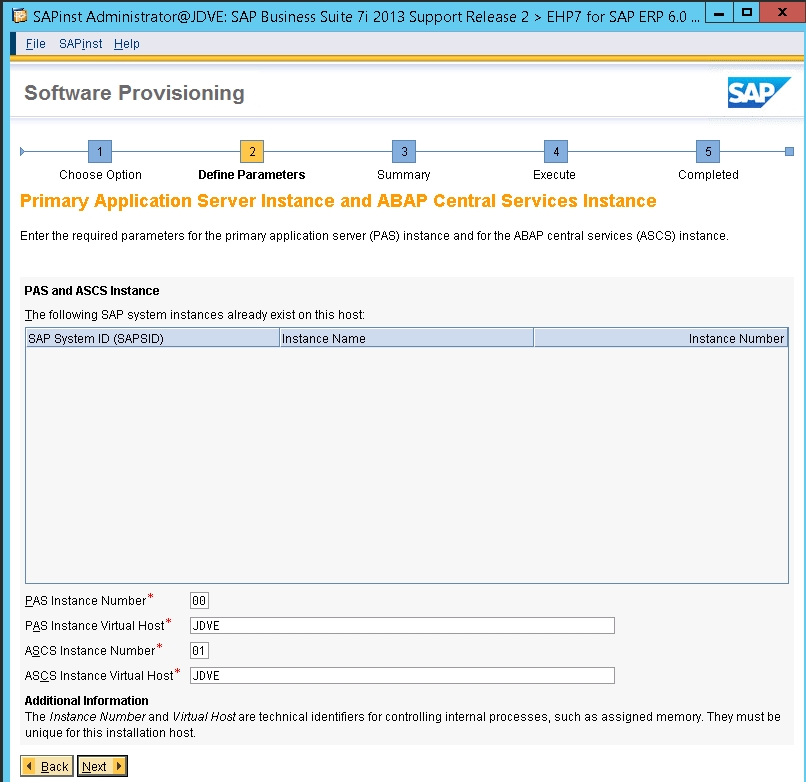 SAPinst Administrator@JDVE: SAP Business Suite 7i 2013 Support Release 2 > EHP7 for SAP ERP 6.0 ...
File SAPinst Help
Software Provisioning
SAP
1 2 3 4 5
Choose Option Define Parameters Summary Execute Completed
Primary Application Server Instance and ABAP Central Services Instance
Enter the required parameters for the primary application server (PAS) instance and for the ABAP central services (ASCS) instance.
PAS and ASCS Instance
The following SAP system instances already exist on this host:
SAP System ID (SAPSID) Instance Name Instance Number
PAS Instance Number* 00
PAS Instance Virtual Host* JDVE
ASCS Instance Number* 01
ASCS Instance Virtual Host* JDVE
Additional Information
The Instance Number and Virtual Host are technical identifiers for controlling internal processes, such as assigned memory. They must be
unique for this installation host.
Back Next